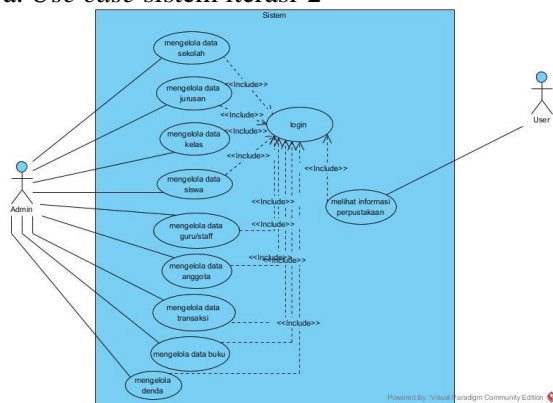 a. Use case sistem iterasi 2
Sistem
mengelola data
sekolah
<<Include>>
mengelola data
jurusan
<<Include>>
login
<<Include>>
mengelola data
kelas
<<Include>>
mengelola data
siswa
<<Include>>
User
Admin
melihat informasi
perpustakaan
<<Include>>
mengelola data
guru/staff
<<Include>>
mengelola data
anggota
<<Include>>
mengelola data
transaksi
<<Include>>
mengelola data buku
mengelola
denda
Powered By Visual Paradigm Community Edition